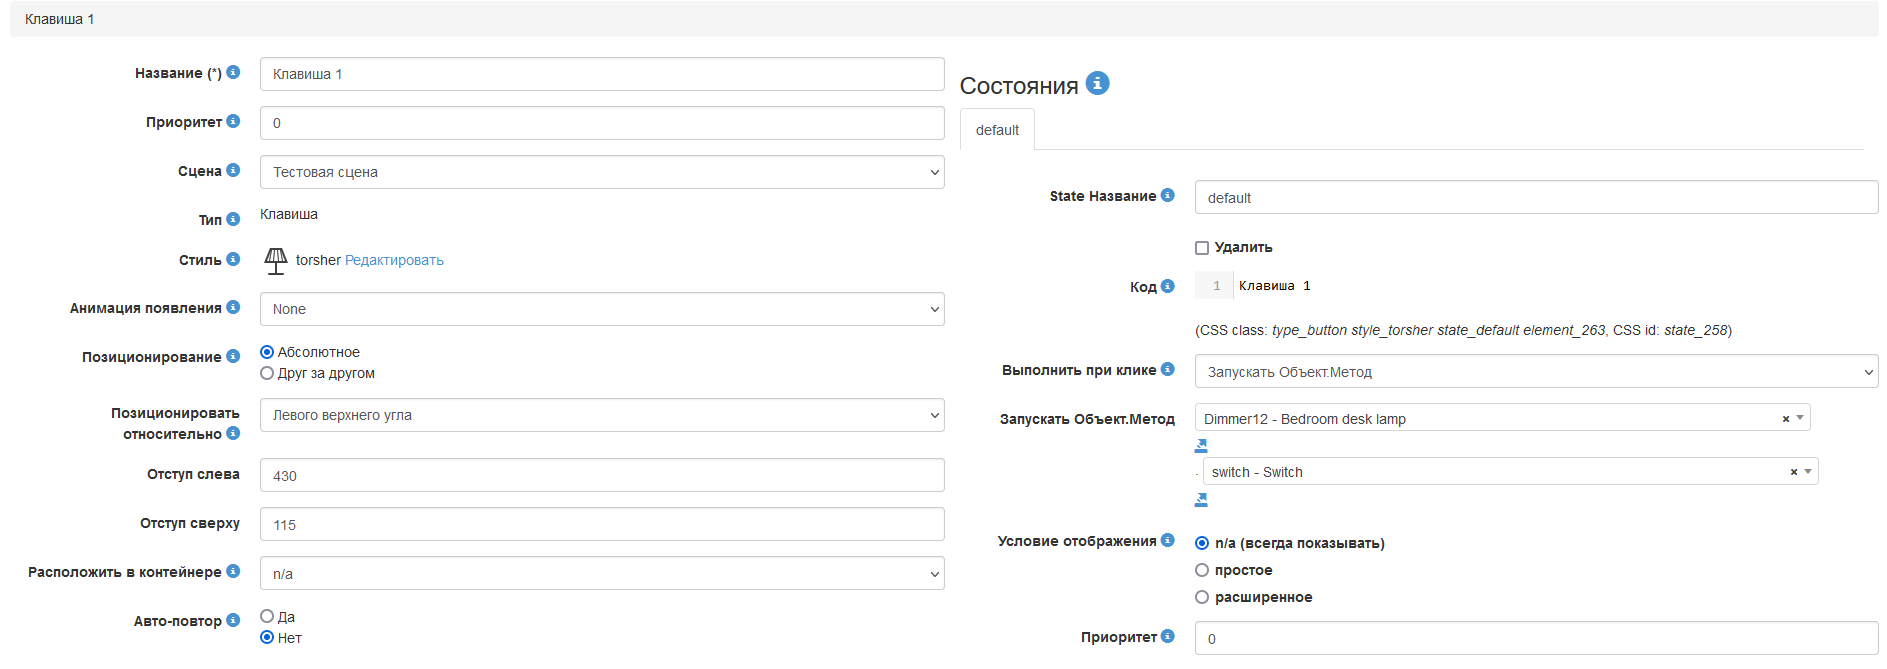 Клавиша 1
Название (*)
Клавиша 1
Приоритет
0
Сцена
Тестовая сцена
Тип
Клавиша
Стиль
torsher Редактировать
Анимация появления
None
Позиционирование
Абсолютное
Друг за другом
Позиционировать
относительно
Левого верхнего угла
Отступ слева
430
Отступ сверху
115
Расположить в контейнере
n/a
Авто-повтор
Да
Нет
Состояния
default
State Название
default
Удалить
Код
1 Клавиша 1
(CSS class: type_button style_torsher state_default element_263, CSS id: state_258)
Выполнить при клике
Запускать Объект.Метод
Запускать Объект.Метод
Dimmer12 - Bedroom desk lamp ×
. switch - Switch ×
Условие отображения
n/a (всегда показывать)
простое
расширенное
Приоритет
0